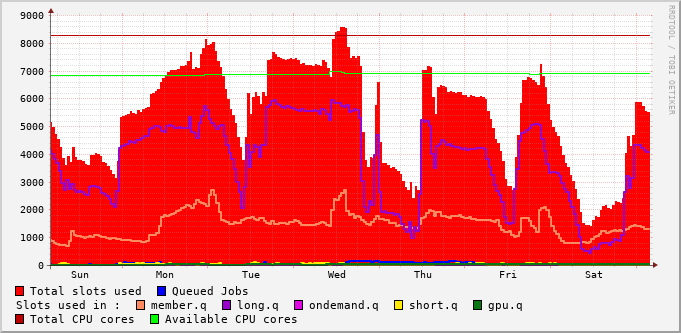 9000
8000
7000
6000
5000
4000
3000
2000
1000
0
Sun Mon Tue Wed Thu Fri Sat
RRDTOOL / TOBI OETIKER
Total slots used Queued Jobs
Slots used in : member.q long.q ondemand.q short.q gpu.q
Total CPU cores Available CPU cores